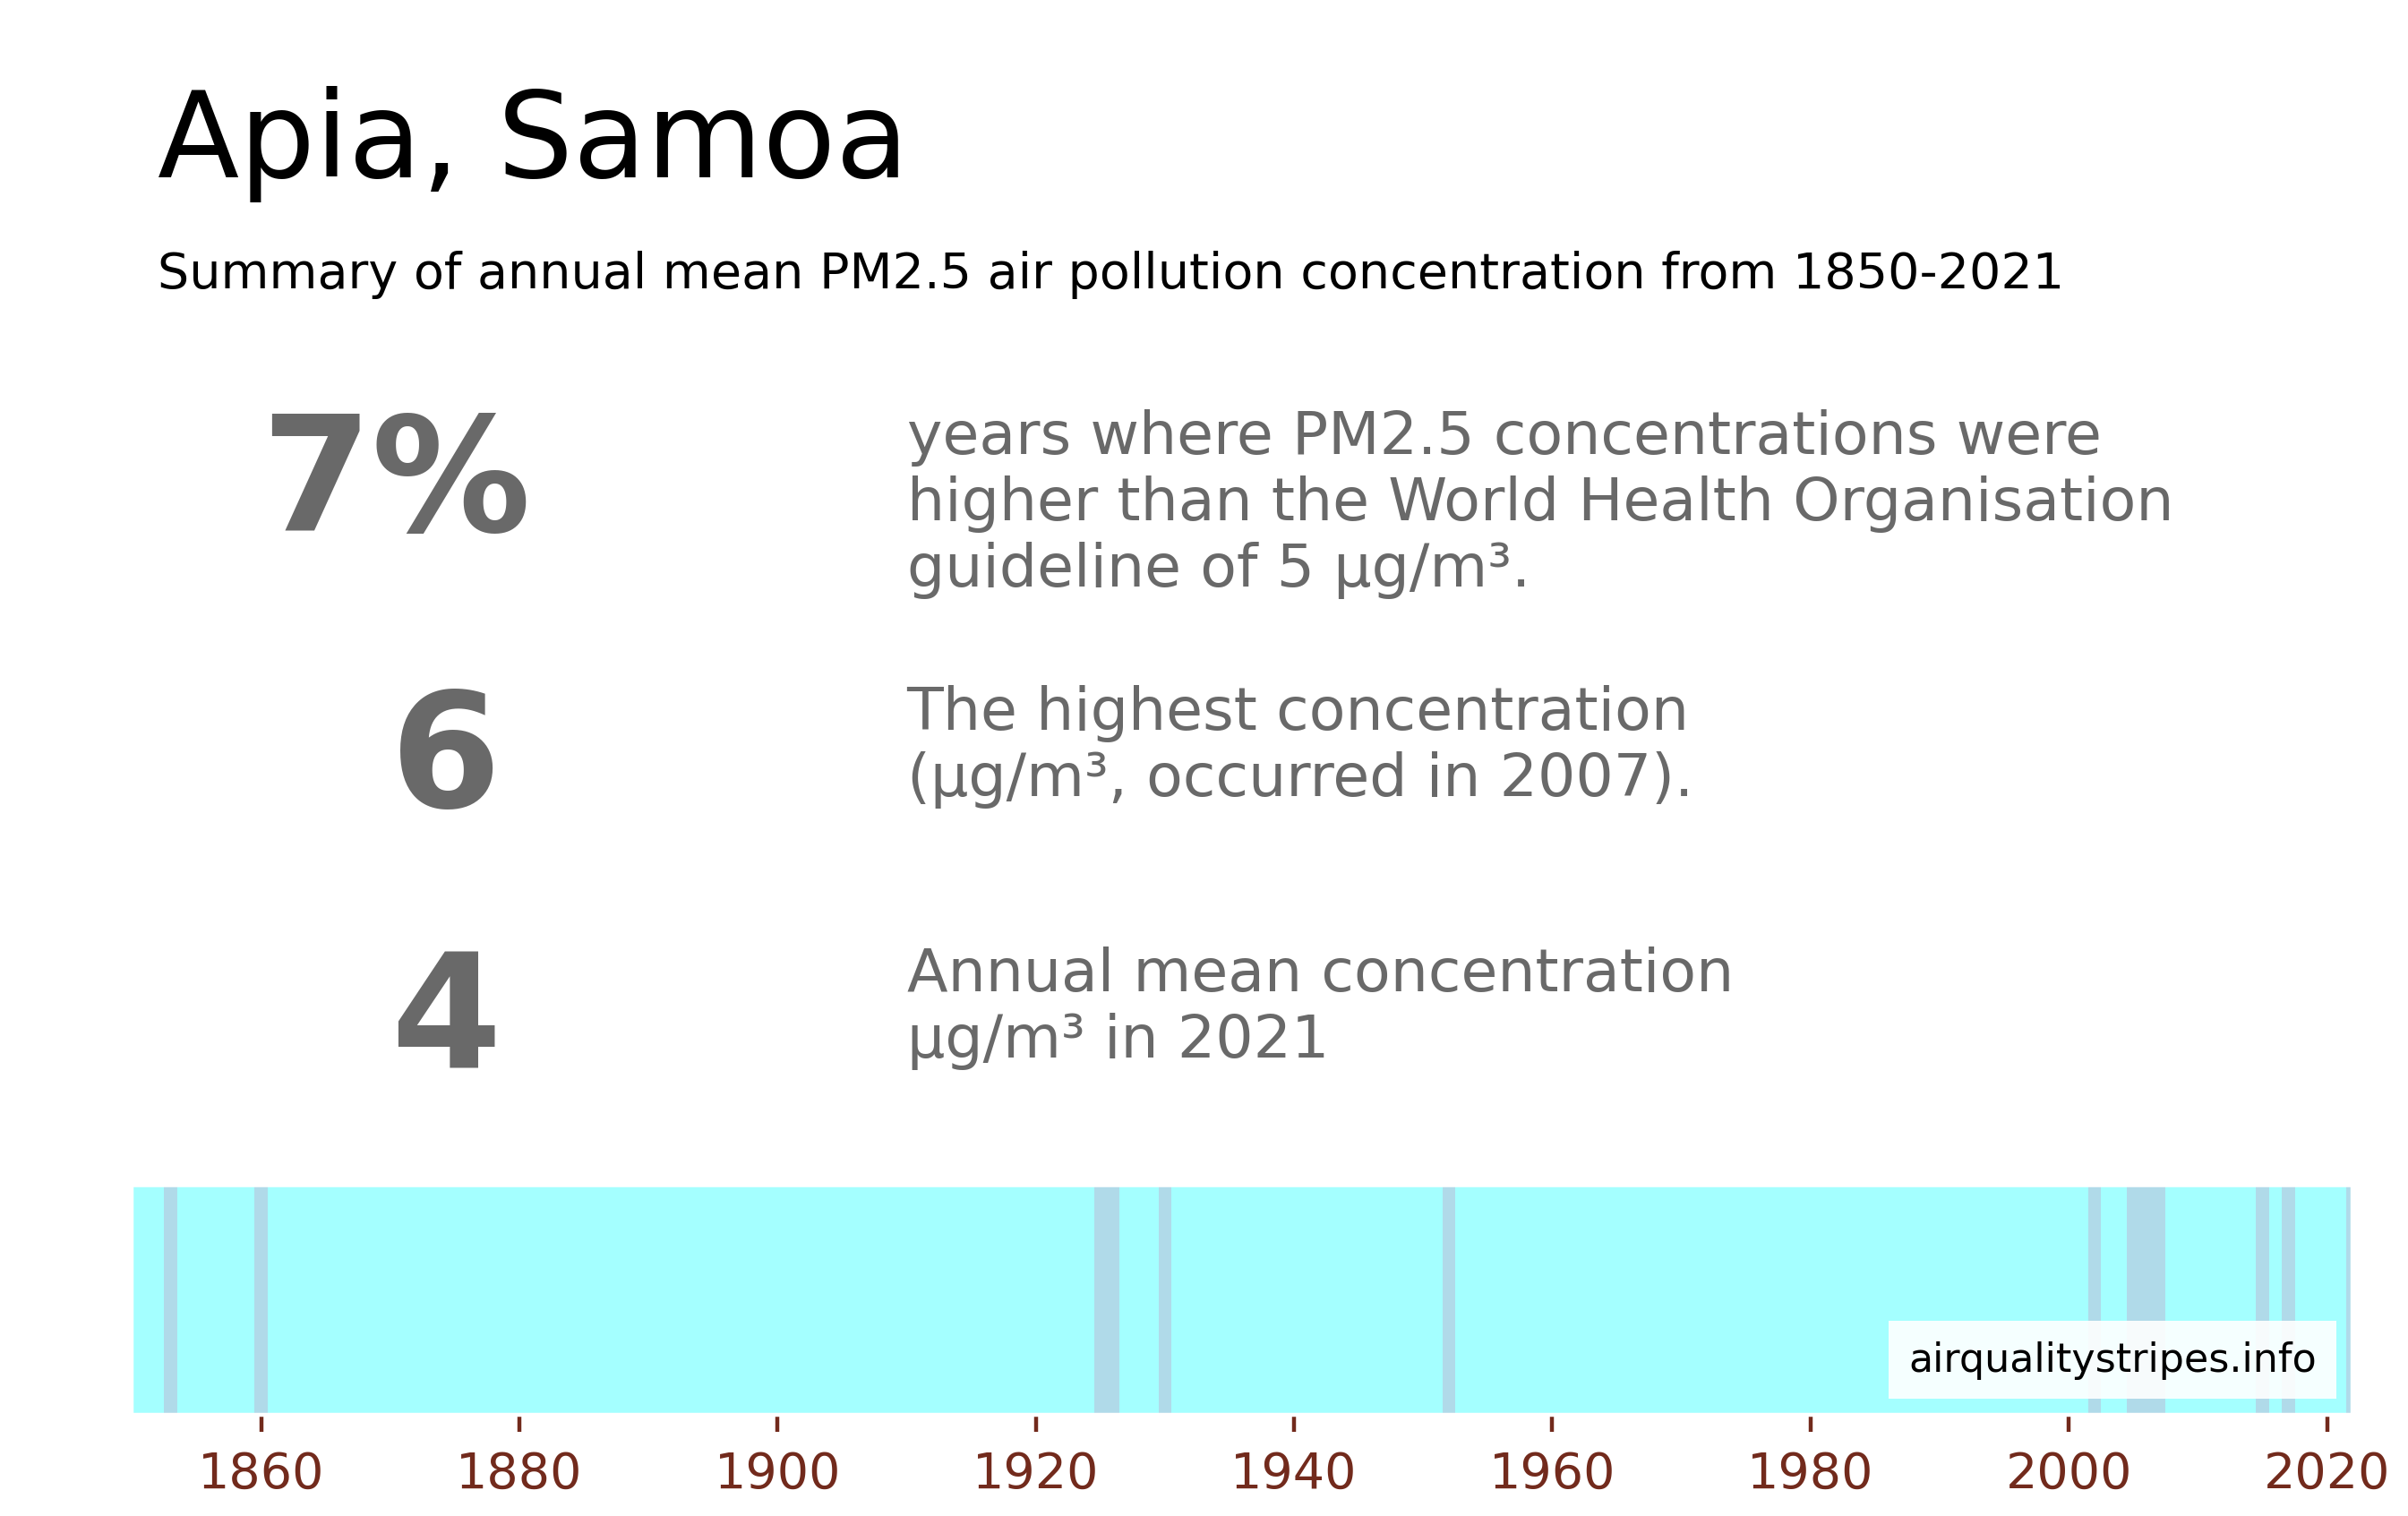 Apia, Samoa
Summary of annual mean PM2.5 air pollution concentration from 1850-2021
7%
years where PM2.5 concentrations were
higher than the World Health Organisation
guideline of 5 µg/m³.
6
The highest concentration
(µg/m³, occurred in 2007).
4
Annual mean concentration
µg/m³ in 2021
airqualitystripes.info
1860 1880 1900 1920 1940 1960 1980 2000 2020